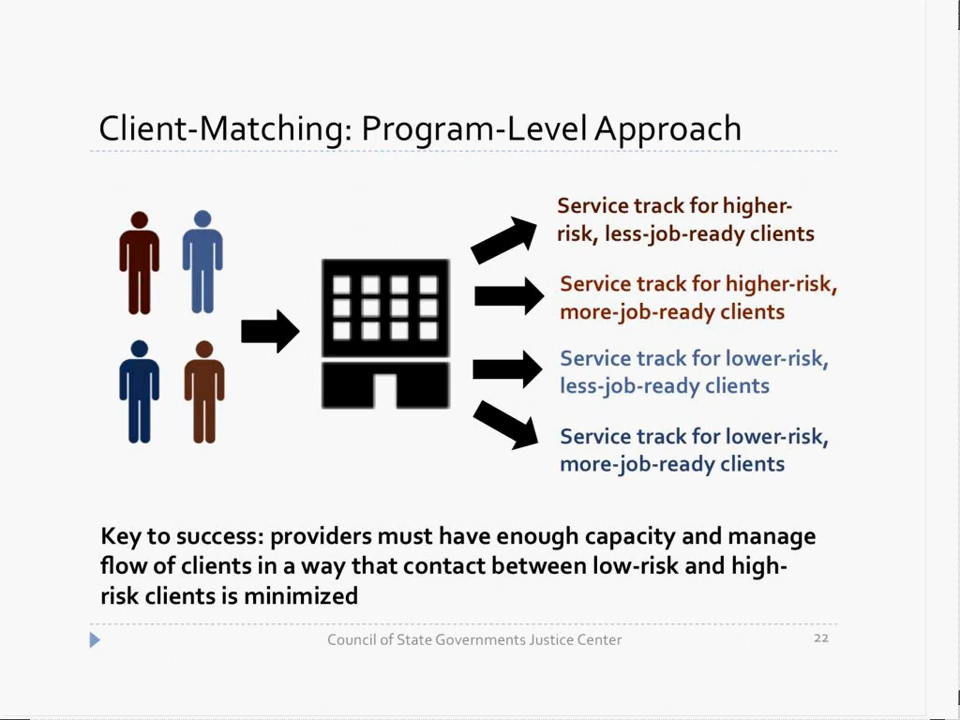 Client-Matching: Program-Level Approach
Service track for higher-
risk, less-job-ready clients
Service track for higher-risk,
more-job-ready clients
Service track for lower-risk,
less-job-ready clients
Service track for lower-risk,
more-job-ready clients
Key to success: providers must have enough capacity and manage
flow of clients in a way that contact between low-risk and high-
risk clients is minimized
Council of State Governments Justice Center
22